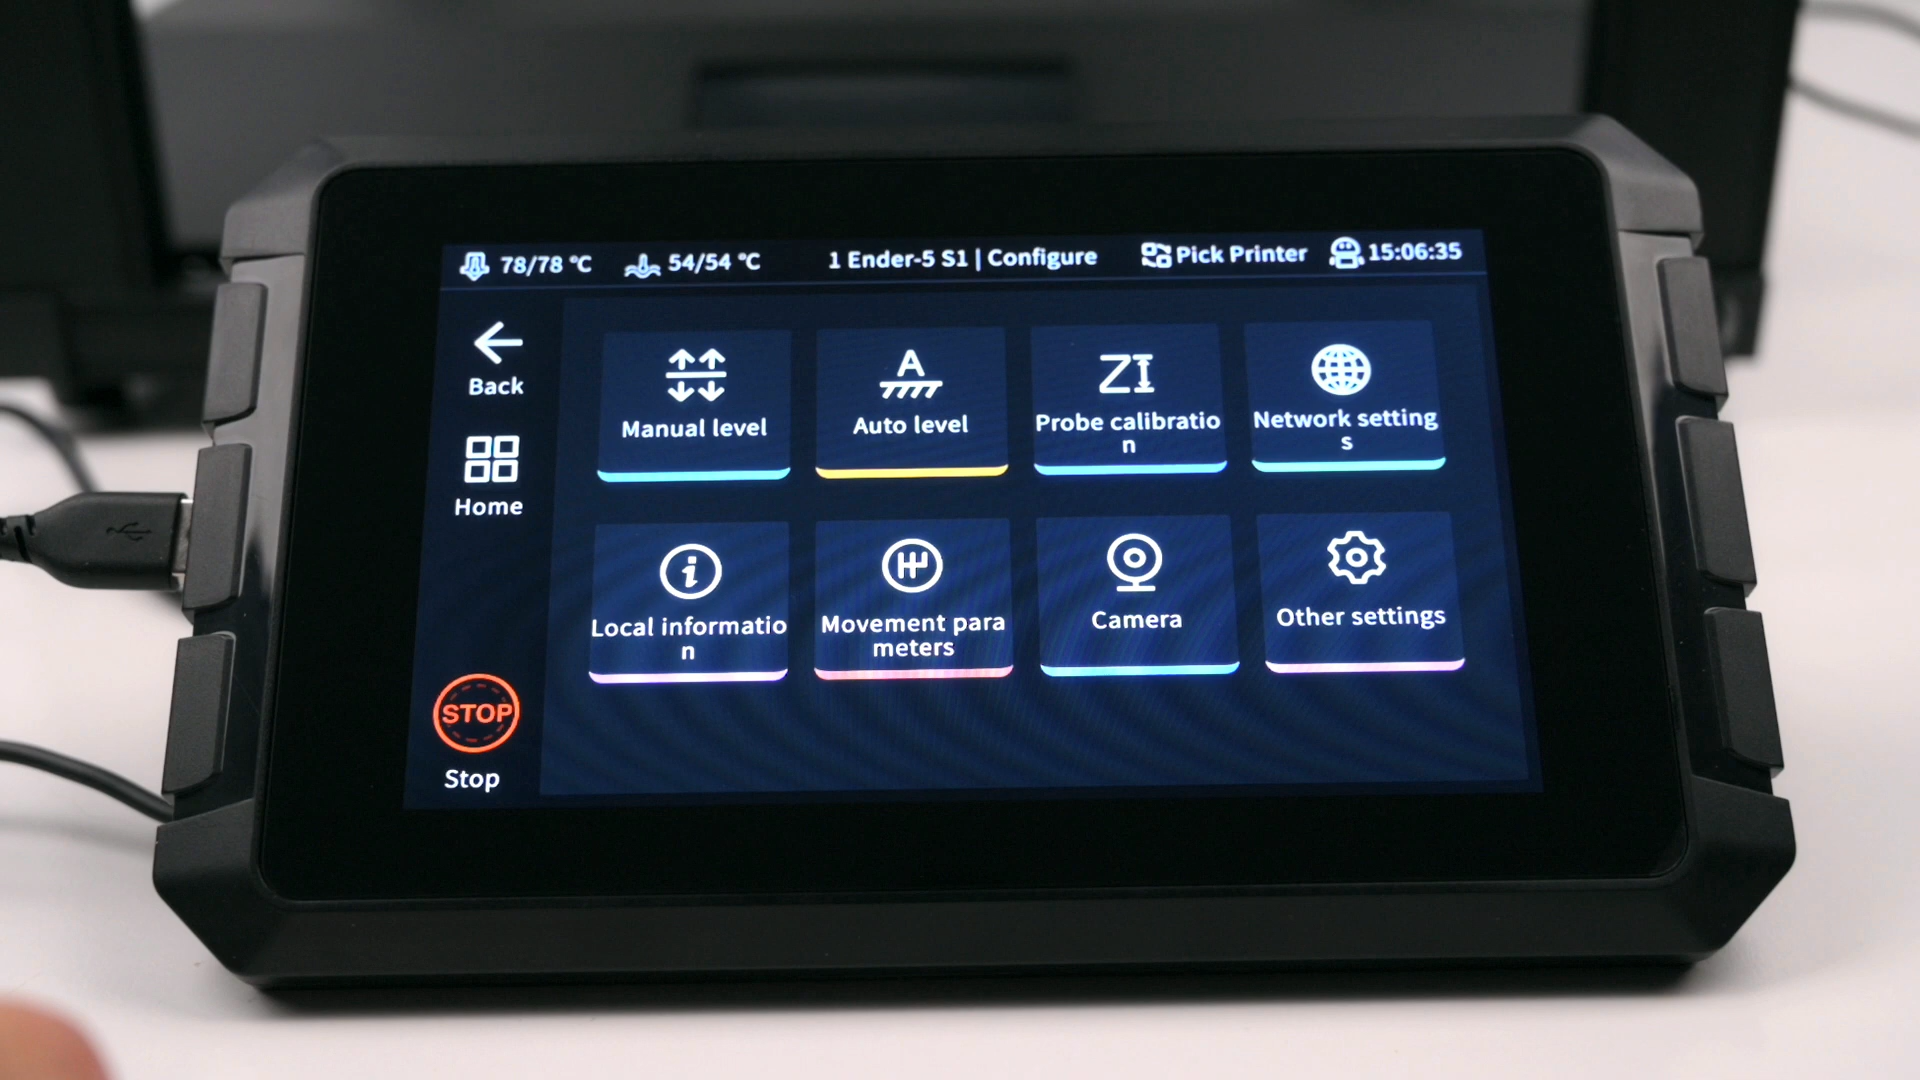 78/78 °C 54/54 °C 1 Ender-5 S1 | Configure Pick Printer 15:06:35
Back
Home
STOP
Stop
Manual level
A
Auto level
Z
Probe calibratio
n
Network setting
s
i
Local informatio
n
Movement para
meters
Camera
Other settings